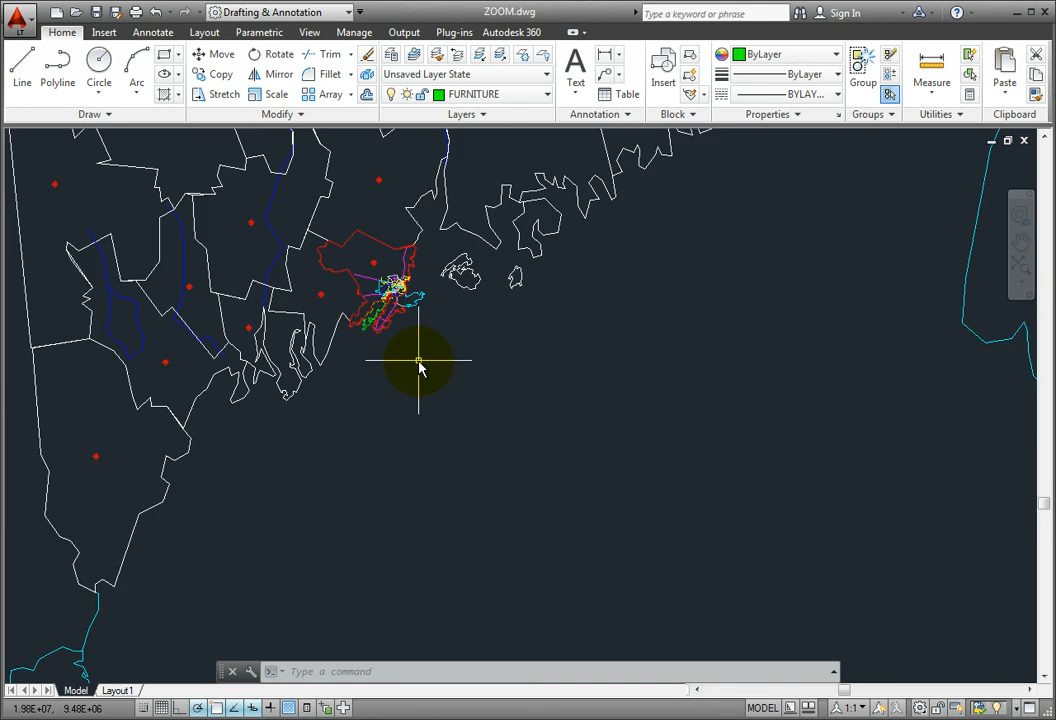 LT
Drafting & Annotation
ZOOM.dwg
Type a keyword or phrase
Sign In
Home Insert Annotate Layout Parametric View Manage Output Plug-ins Autodesk 360
Line Polyline Circle Arc
Move Rotate Trim
Copy Mirror Fillet
Stretch Scale Array
Unsaved Layer State
FURNITURE
Text
Table
Insert
ByLayer
ByLayer
BYLAY...
Group
Measure
Paste
Draw Modify Layers Annotation Block Properties Groups Utilities Clipboard
Type a command
Model Layout1
1.98E+07, 9.48E+06
MODEL
1:1